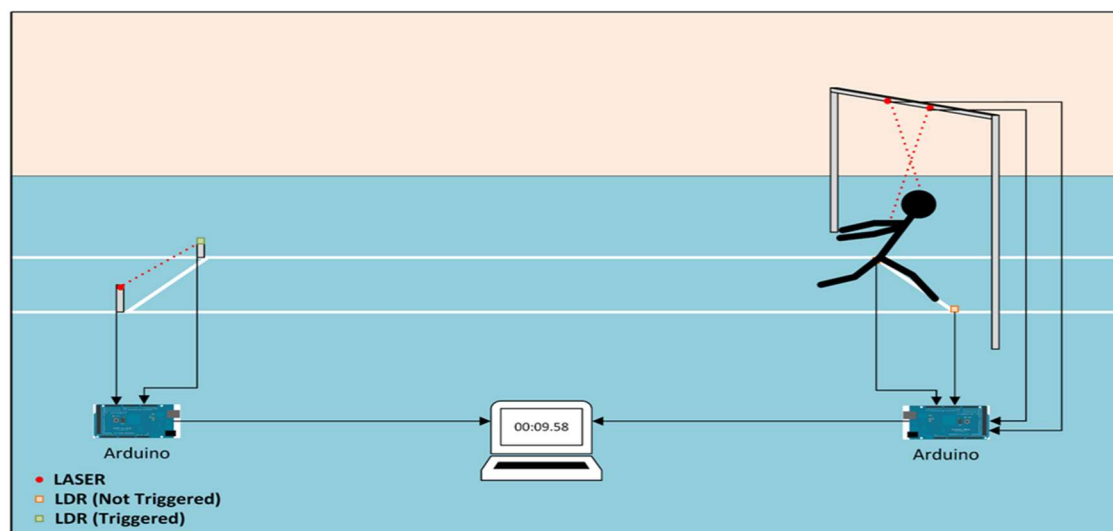 00:09.58
Arduino
Arduino
LASER
LDR (Not Triggered)
LDR (Triggered)